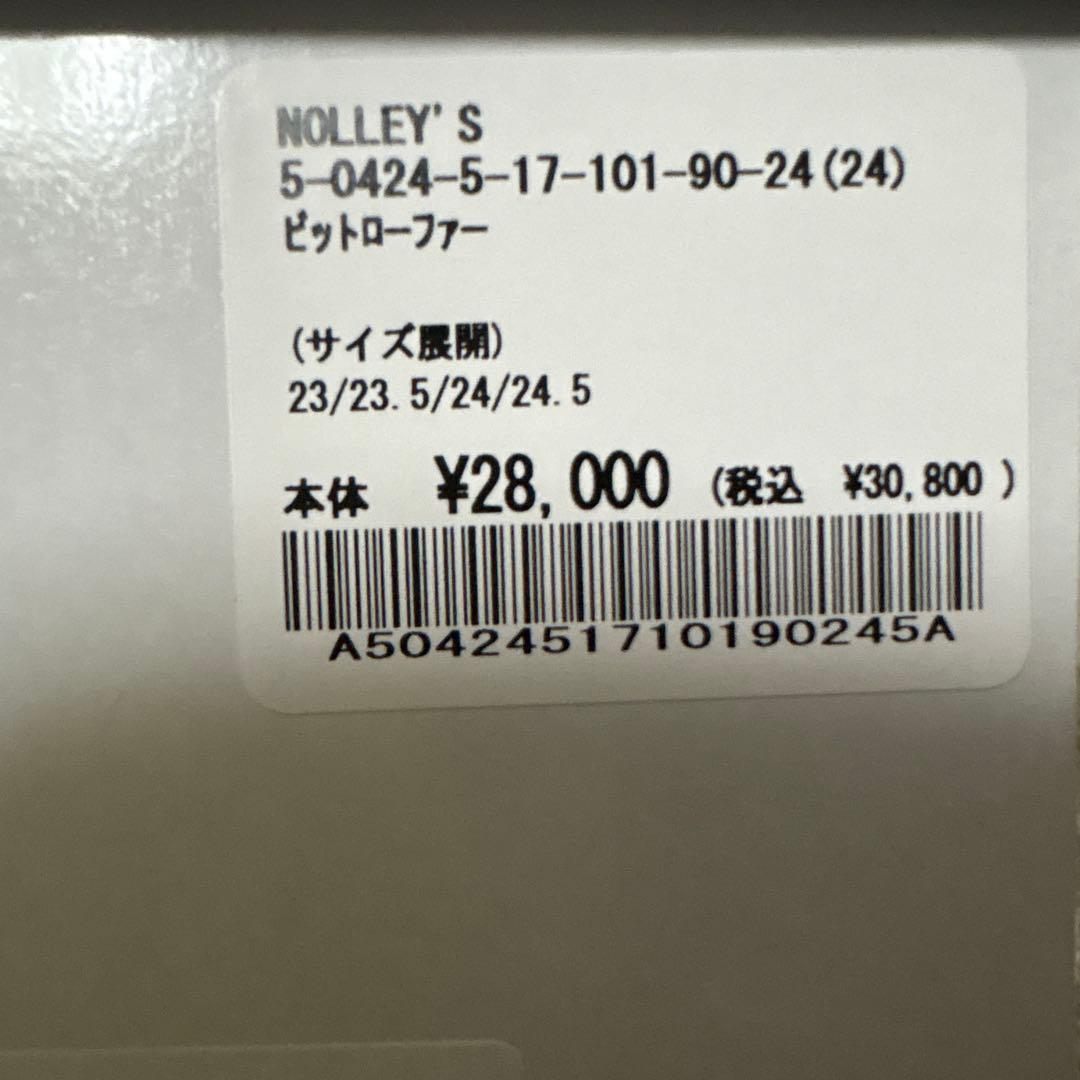 NOLLEY'S
5-0424-5-17-101-90-24(24)
ビットローファー
(サイズ展開)
23/23.5/24/24.5
本体 ¥28,000 (税込 ¥30,800 )
A5042451710190245A